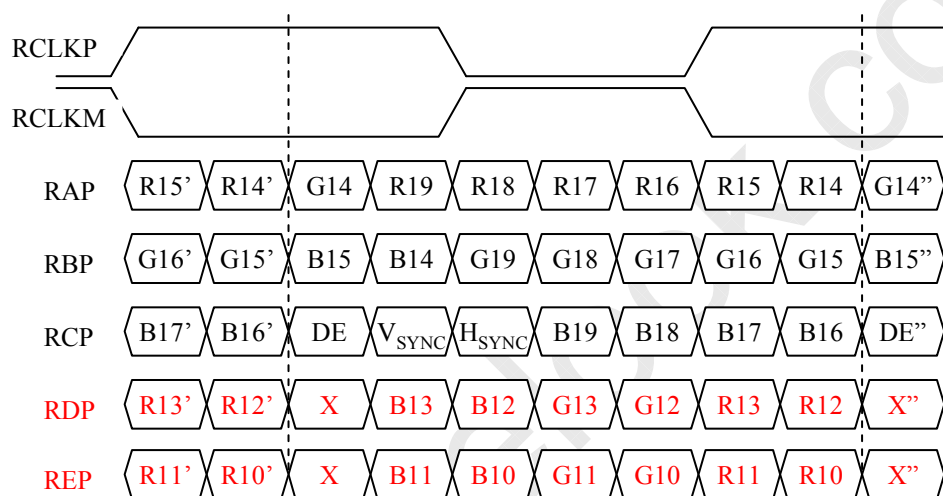 RCLKP
RCLKM
RAP R15’ R14’ G14 R19 R18 R17 R16 R15 R14 G14”
RBP G16’ G15’ B15 B14 G19 G18 G17 G16 G15 B15”
RCP B17’ B16’ DE VSYNC HSYNC B19 B18 B17 B16 DE”
RDP R13’ R12’ X B13 B12 G13 G12 R13 R12 X”
REP R11’ R10’ X B11 B10 G11 G10 R11 R10 X”